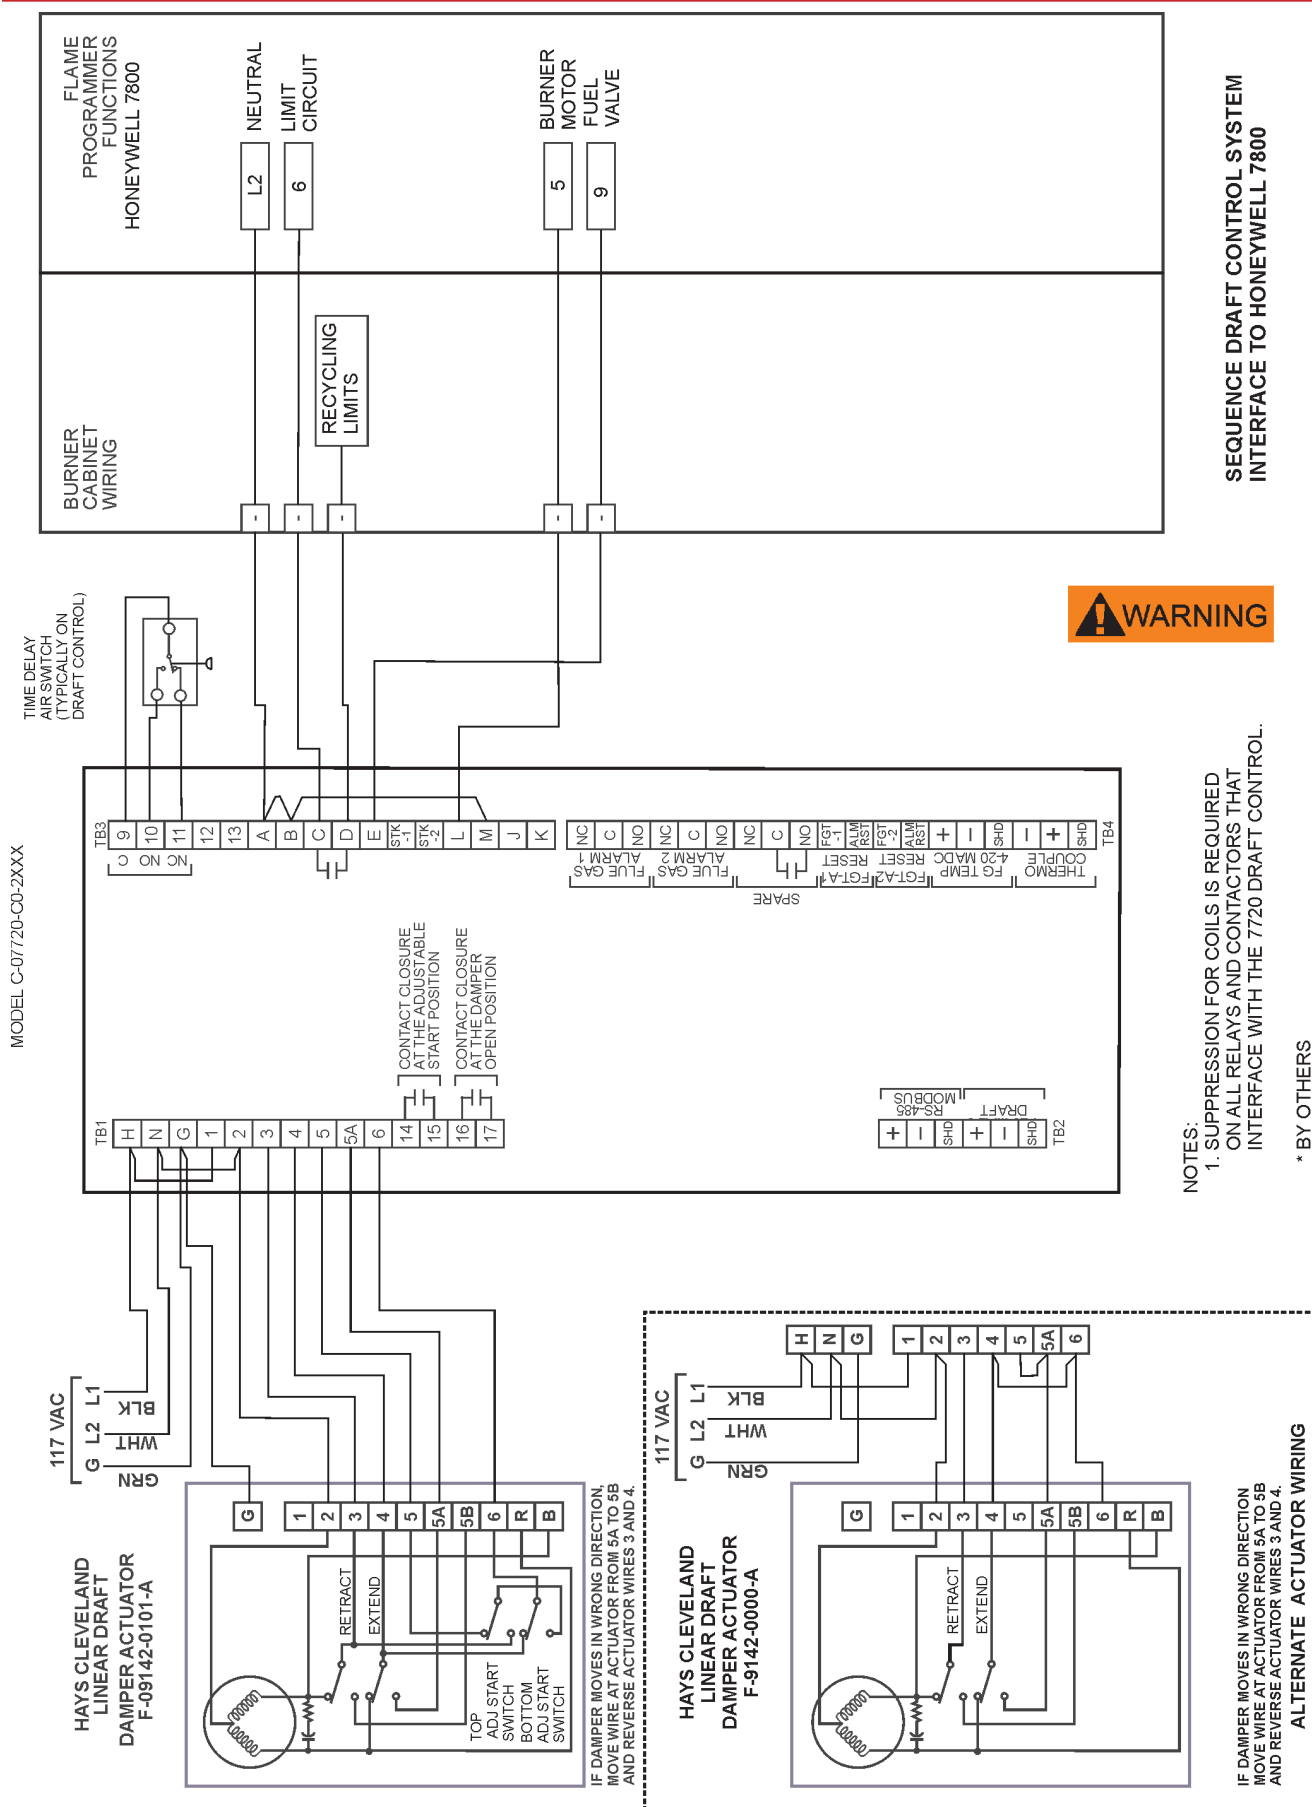 MODEL C-07720-C0-2XXX
FLAME
PROGRAMMER
FUNCTIONS
HONEYWELL 7800
L2
NEUTRAL
6
LIMIT
CIRCUIT
5
BURNER
MOTOR
9
FUEL
VALVE
BURNER
CABINET
WIRING
RECYCLING
LIMITS
-
-
-
-
-
TIME DELAY
AIR SWITCH
(TYPICALLY ON
DRAFT CONTROL)
TB3
9
10
11
12
13
A
B
C
D
E
STK
-1
STK
-2
L
M
J
K
C
NO
NC
NC
C
NO
NC
C
NO
NC
C
NO
FGT
-1
ALM
RST
FGT
-2
ALM
RST
+
−
SHD
−
+
SHD
TB4
FLUE GAS
ALARM 1
FLUE GAS
ALARM 2
SPARE
FGT-A1
RESET
FGT-A2
RESET
FG TEMP
4-20 MADC
THERMO
COUPLE
CONTACT CLOSURE
AT THE ADJUSTABLE
START POSITION
CONTACT CLOSURE
AT THE DAMPER
OPEN POSITION
TB1
H
N
G
1
2
3
4
5
5A
6
14
15
16
17
RS-485
MODBUS
DRAFT
+
−
SHD
+
−
SHD
TB2
117 VAC
L1
L2
G
BLK
WHT
GRN
HAYS CLEVELAND
LINEAR DRAFT
DAMPER ACTUATOR
F-09142-0101-A
G
1
2
3
4
5
5A
5B
6
R
B
RETRACT
EXTEND
TOP
ADJ START
SWITCH
BOTTOM
ADJ START
SWITCH
IF DAMPER MOVES IN WRONG DIRECTION,
MOVE WIRE AT ACTUATOR FROM 5A TO 5B
AND REVERSE ACTUATOR WIRES 3 AND 4.
117 VAC
L1
L2
G
BLK
WHT
GRN
H
N
G
1
2
3
4
5
5A
6
HAYS CLEVELAND
LINEAR DRAFT
DAMPER ACTUATOR
F-9142-0000-A
G
1
2
3
4
5
5A
5B
6
R
B
RETRACT
EXTEND
IF DAMPER MOVES IN WRONG DIRECTION
MOVE WIRE AT ACTUATOR FROM 5A TO 5B
AND REVERSE ACTUATOR WIRES 3 AND 4.
ALTERNATE ACTUATOR WIRING
WARNING
NOTES:
1. SUPPRESSION FOR COILS IS REQUIRED
ON ALL RELAYS AND CONTACTORS THAT
INTERFACE WITH THE 7720 DRAFT CONTROL.
* BY OTHERS
SEQUENCE DRAFT CONTROL SYSTEM
INTERFACE TO HONEYWELL 7800